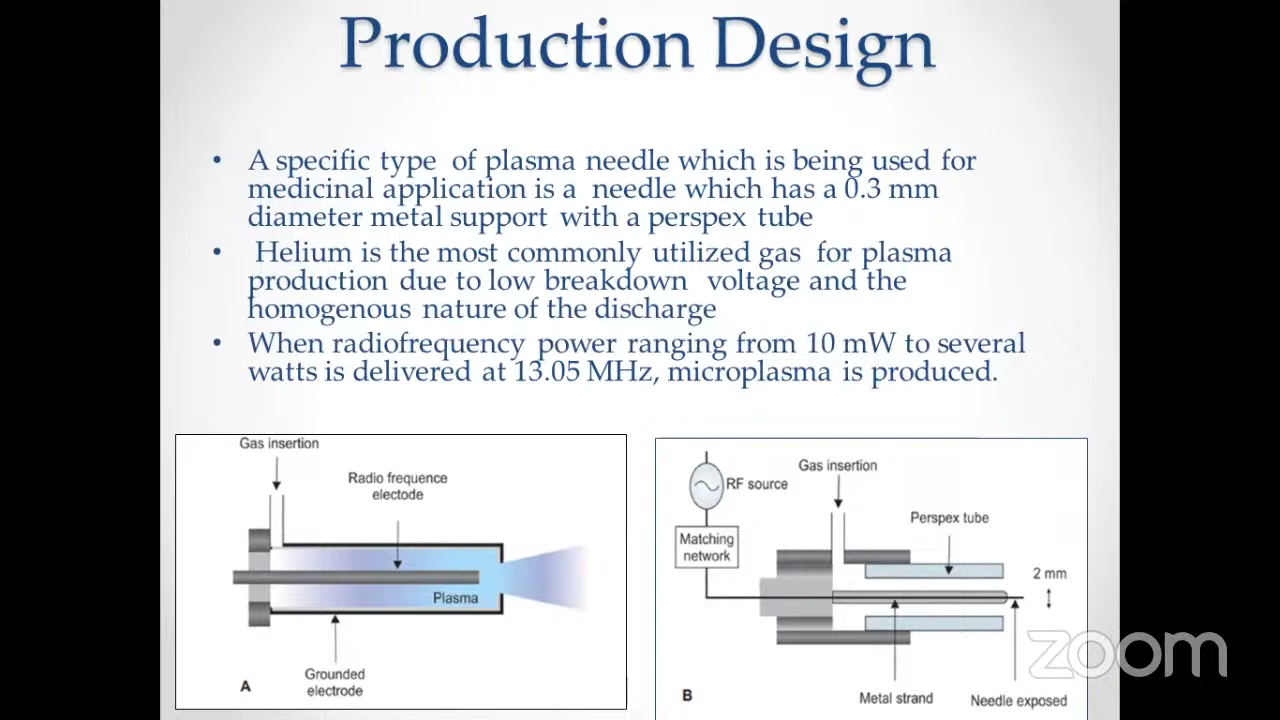 Production Design
• A specific type of plasma needle which is being used for
medicinal application is a needle which has a 0.3 mm
diameter metal support with a perspex tube
• Helium is the most commonly utilized gas for plasma
production due to low breakdown voltage and the
homogenous nature of the discharge
• When radiofrequency power ranging from 10 mW to several
watts is delivered at 13.05 MHz, microplasma is produced.
Gas insertion
Radio frequence
electode
Plasma
Grounded
electrode
A
RF source
Gas insertion
Matching
network
Perspex tube
2 mm
Metal strand
Needle exposed
B
zoom